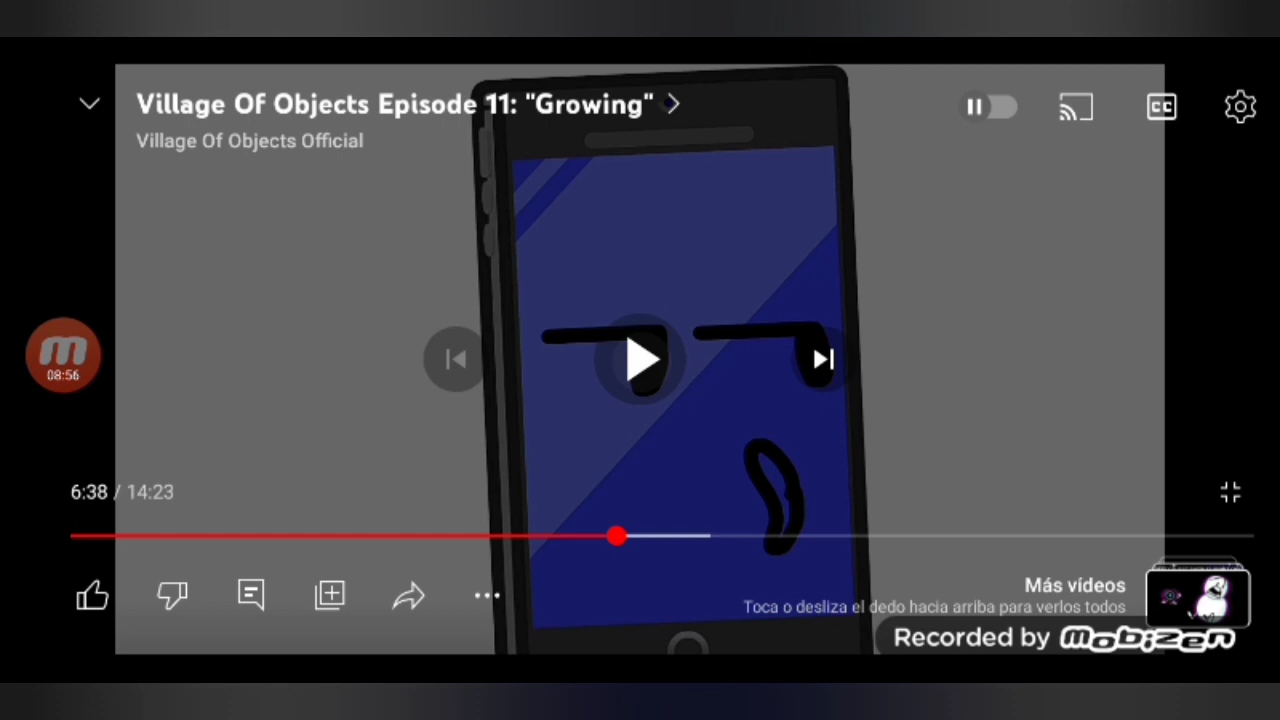 Village Of Objects Episode 11: "Growing"
Village Of Objects Official
CC
m
08:56
6:38 / 14:23
Más vídeos
Toca o desliza el dedo hacia arriba para verlos todos
Recorded by mobizen